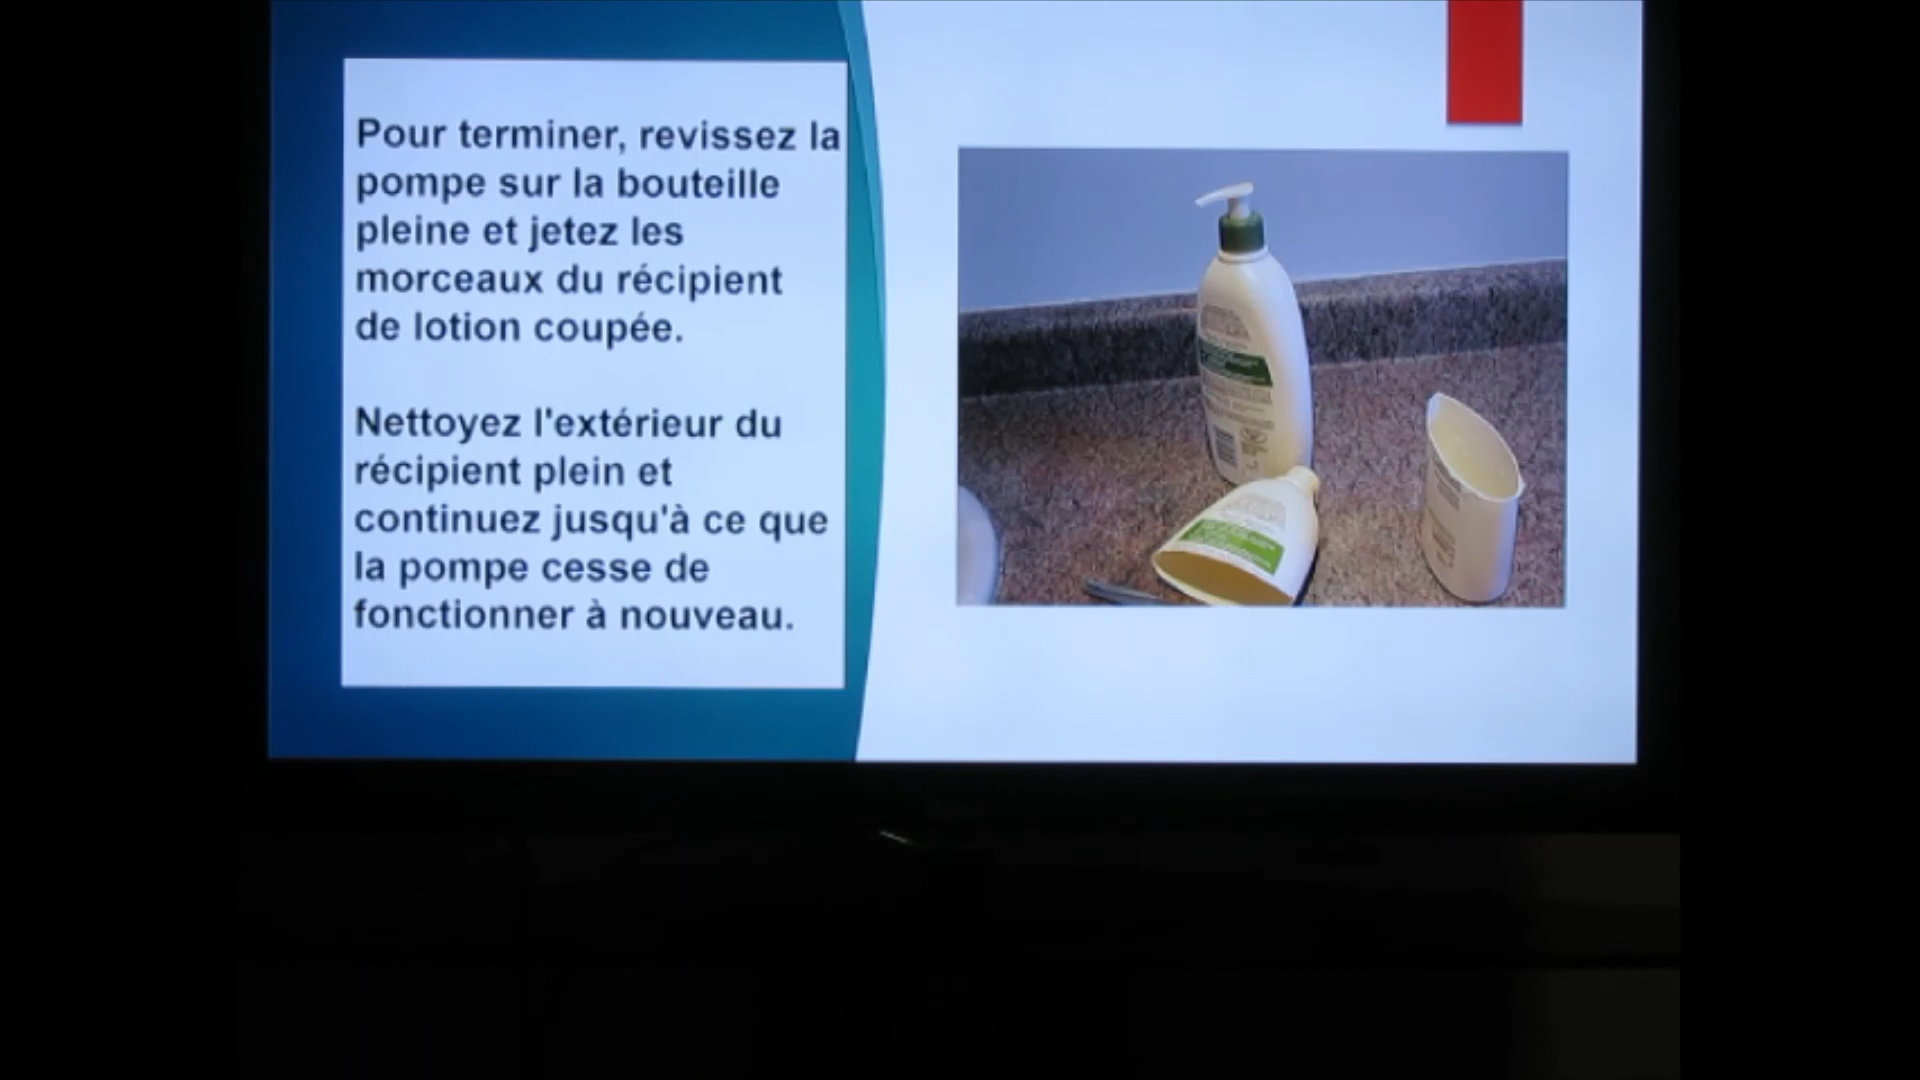 Pour terminer, revissez la
pompe sur la bouteille
pleine et jetez les
morceaux du récipient
de lotion coupée.
Nettoyez l'extérieur du
récipient plein et
continuez jusqu'à ce que
la pompe cesse de
fonctionner à nouveau.